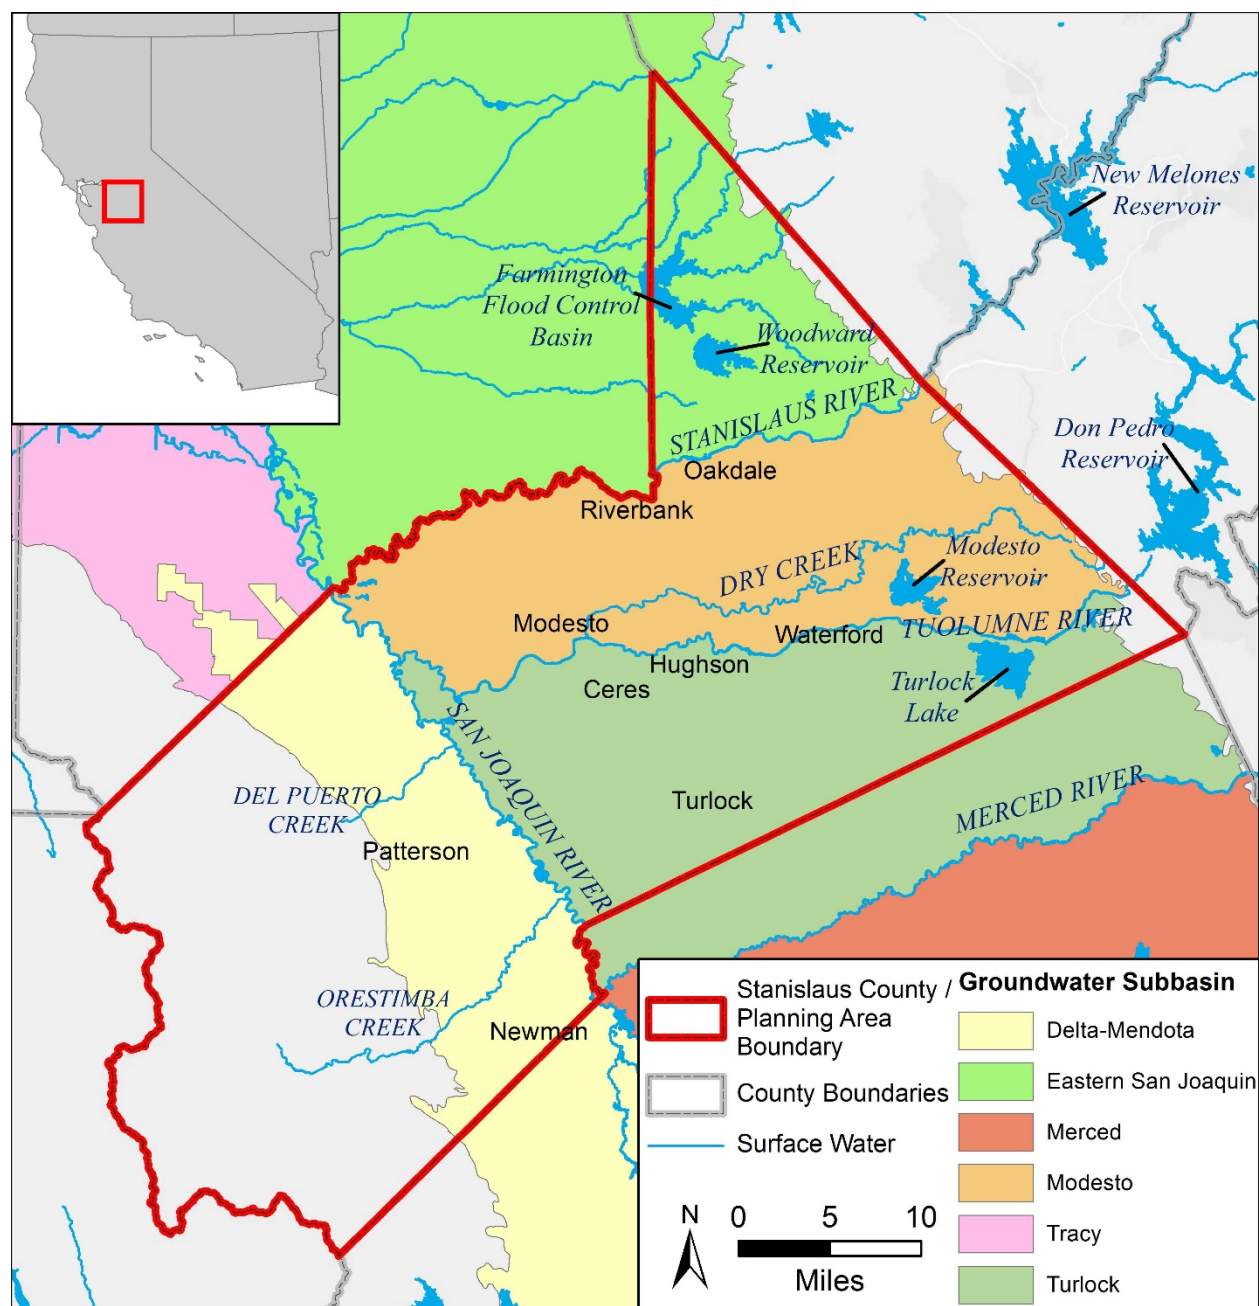 New Melones
Reservoir
Farmington
Flood Control
Basin
Woodward
Reservoir
STANISLAUS RIVER
Don Pedro
Reservoir
Oakdale
Riverbank
DRY CREEK
Modesto
Reservoir
Modesto
Waterford
TUOLUMNE RIVER
Hughson
Ceres
Turlock
Lake
SAN JOAQUIN RIVER
DEL PUERTO
CREEK
Turlock
MERCED RIVER
Patterson
ORESTIMBA
CREEK
Newman
Stanislaus County /
Planning Area
Boundary
County Boundaries
Surface Water
N
0 5 10
Miles
Groundwater Subbasin
Delta-Mendota
Eastern San Joaquin
Merced
Modesto
Tracy
Turlock